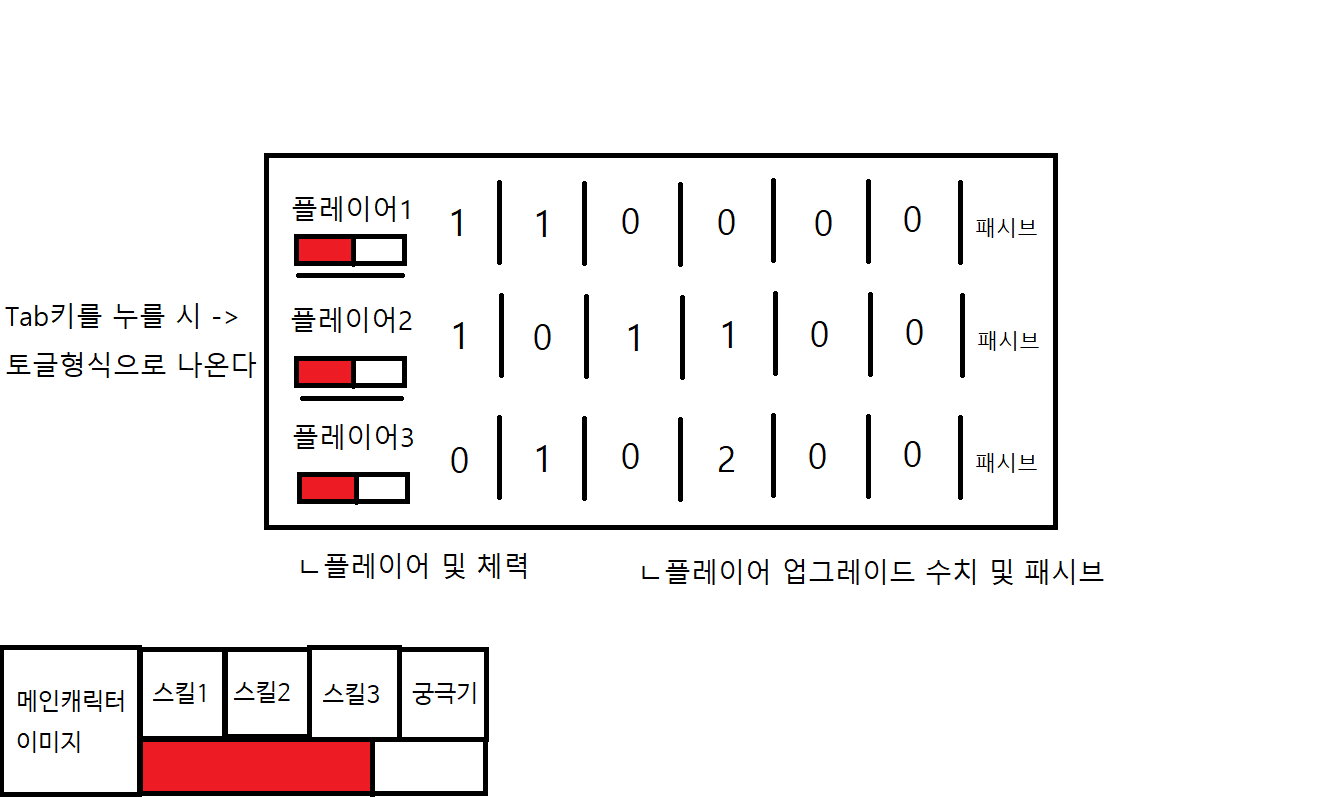 플레이어1 1 1 0 0 0 0 패시브
Tab키를 누를 시 ->
토글형식으로 나온다
플레이어2 1 0 1 1 0 0 패시브
플레이어3 0 1 0 2 0 0 패시브
ㄴ플레이어 및 체력
ㄴ플레이어 업그레이드 수치 및 패시브
메인캐릭터
이미지
스킬1 스킬2 스킬3 궁극기